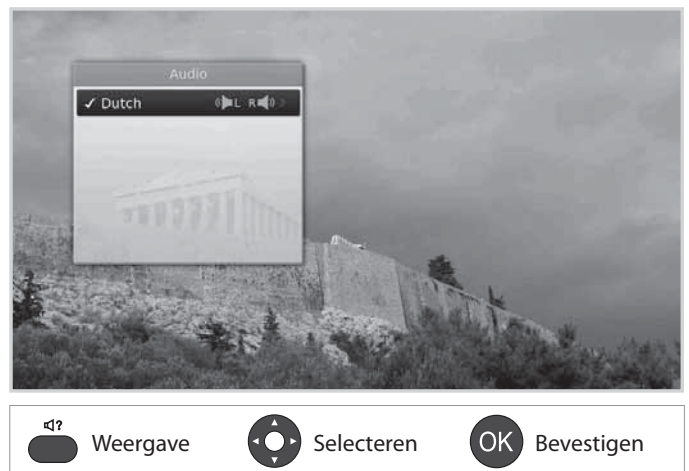 Audio
✓ Dutch L R
?
Weergave
Selecteren
OK
Bevestigen